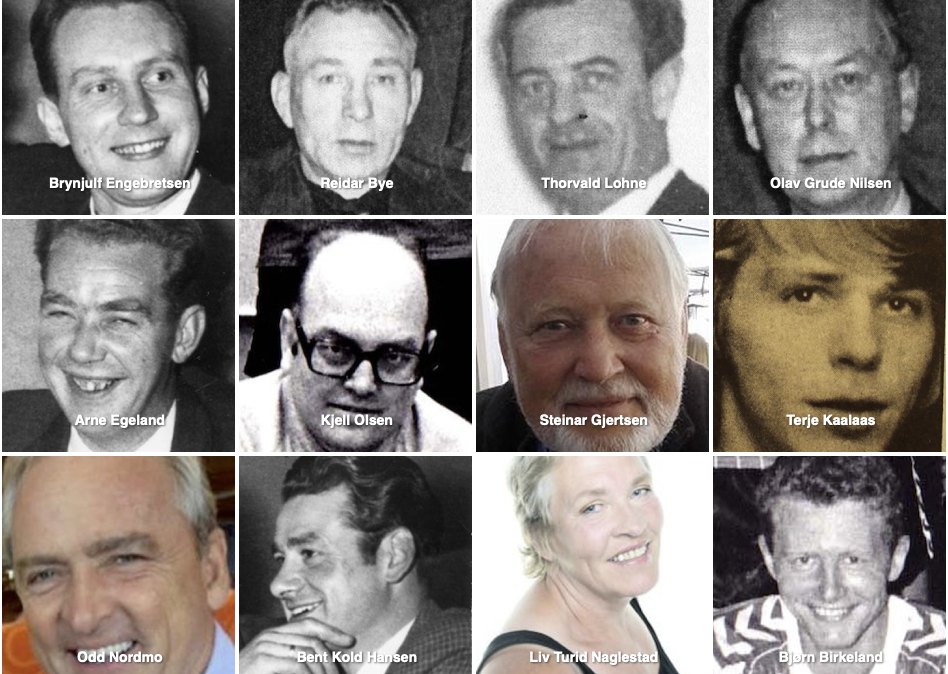 Brynjulf Engebretsen
Reidar Bye
Thorvald Lohne
Olav Grude Nilsen
Arne Egeland
Kjell Olsen
Steinar Gjertsen
Terje Kaalaas
Odd Nordmo
Bent Kold Hansen
Liv Turid Naglestad
Bjørn Birkeland